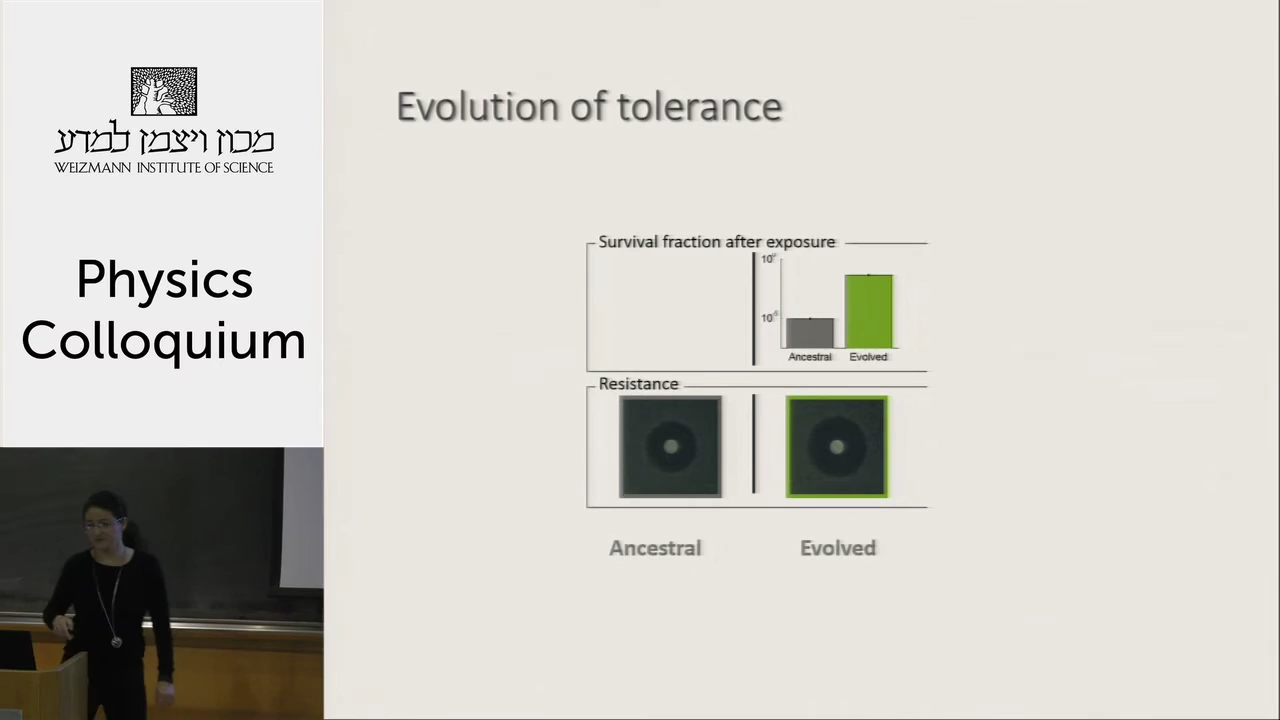 מכון ויצמן למדע
WEIZMANN INSTITUTE OF SCIENCE
Physics
Colloquium
Evolution of tolerance
Survival fraction after exposure
10⁰
10⁻⁵
Ancestral Evolved
Resistance
Ancestral Evolved